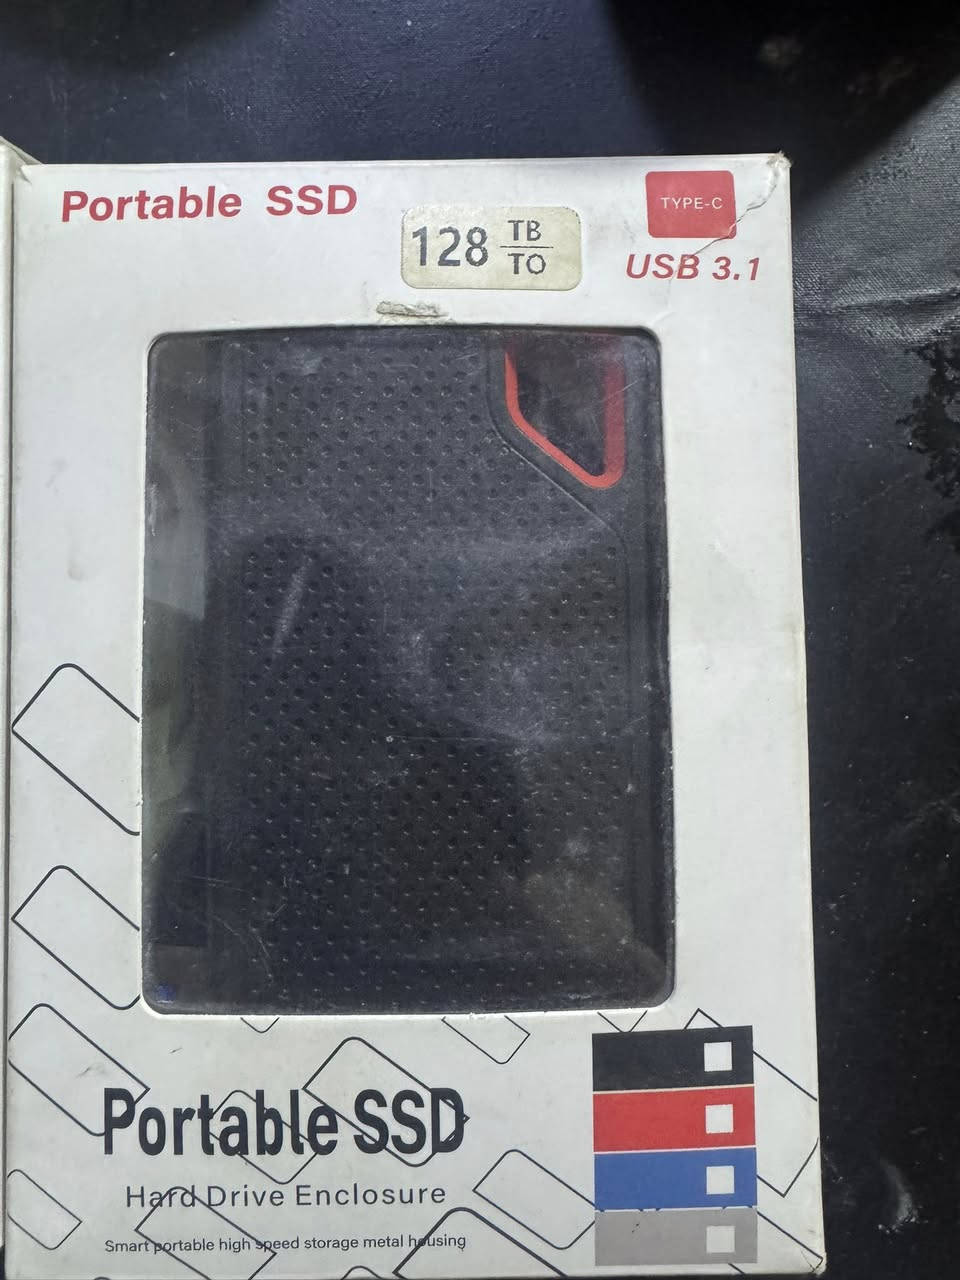 Portable SSD
128 TB
TO
TYPE-C
USB 3.1
Portable SSD
Hard Drive Enclosure
Smart portable high speed storage metal housing